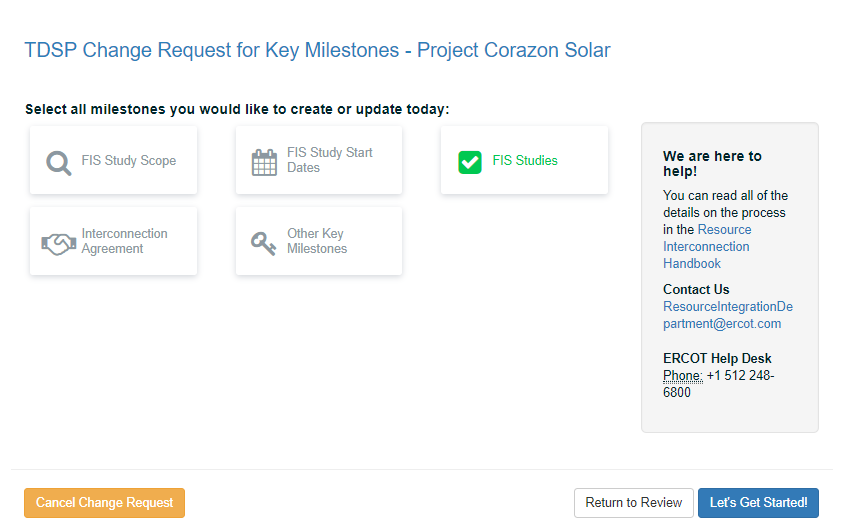 TDSP Change Request for Key Milestones - Project Corazon Solar
Select all milestones you would like to create or update today:
FIS Study Scope
FIS Study Start
Dates
FIS Studies
Interconnection
Agreement
Other Key
Milestones
We are here to
help!
You can read all of the
details on the process
in the Resource
Interconnection
Handbook
Contact Us
ResourceIntegrationDe
partment@ercot.com
ERCOT Help Desk
Phone: +1 512 248-
6800
Cancel Change Request
Return to Review
Let's Get Started!